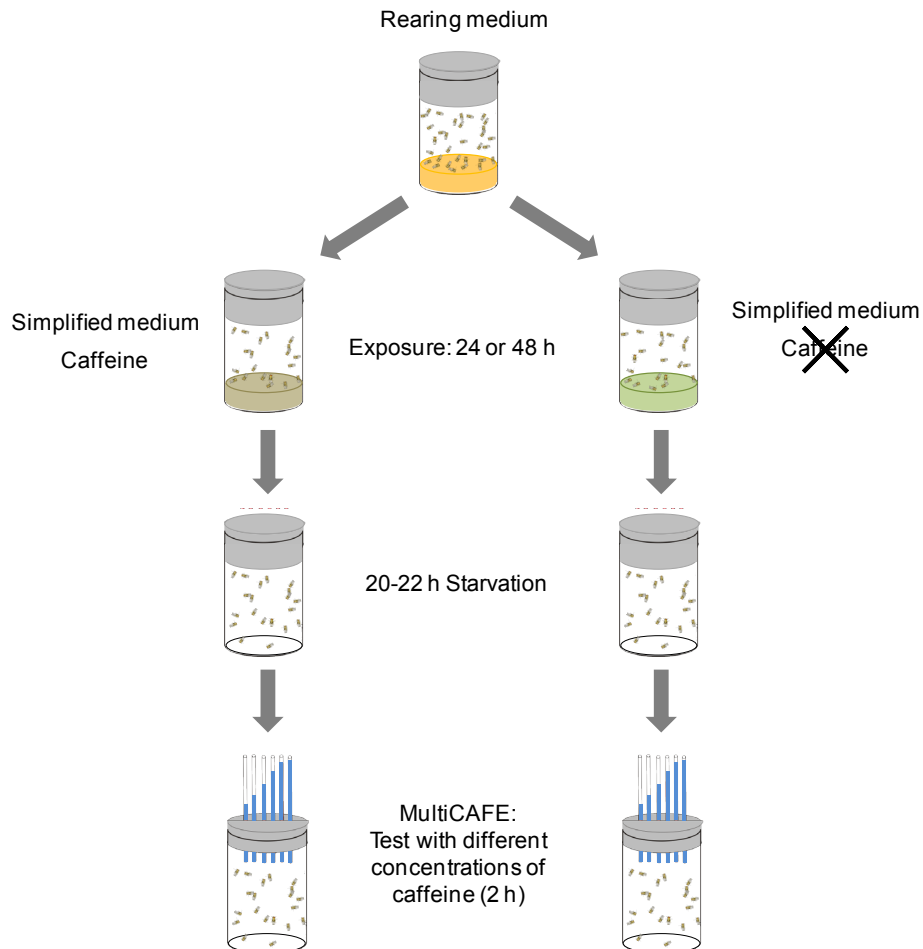 Rearing medium
Simplified medium
Caffeine
Exposure: 24 or 48 h
Simplified medium
Caffeine
20-22 h Starvation
MultiCAFE:
Test with different
concentrations of
caffeine (2 h)